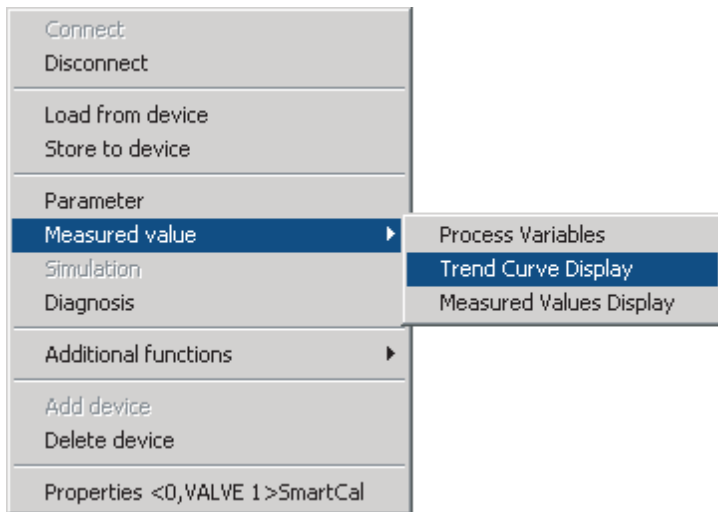 Connect
Disconnect
Load from device
Store to device
Parameter
Measured value
Process Variables
Simulation
Trend Curve Display
Diagnosis
Measured Values Display
Additional functions
Add device
Delete device
Properties <0,VALVE 1>SmartCal